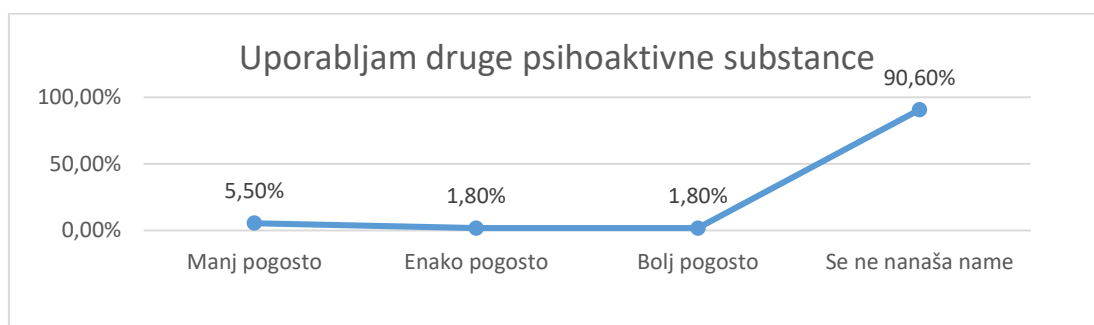 Uporabljam druge psihoaktivne substance
90,60%
100,00%
50,00%
5,50% 1,80% 1,80%
0,00%
Manj pogosto Enako pogosto Bolj pogosto Se ne nanaša name